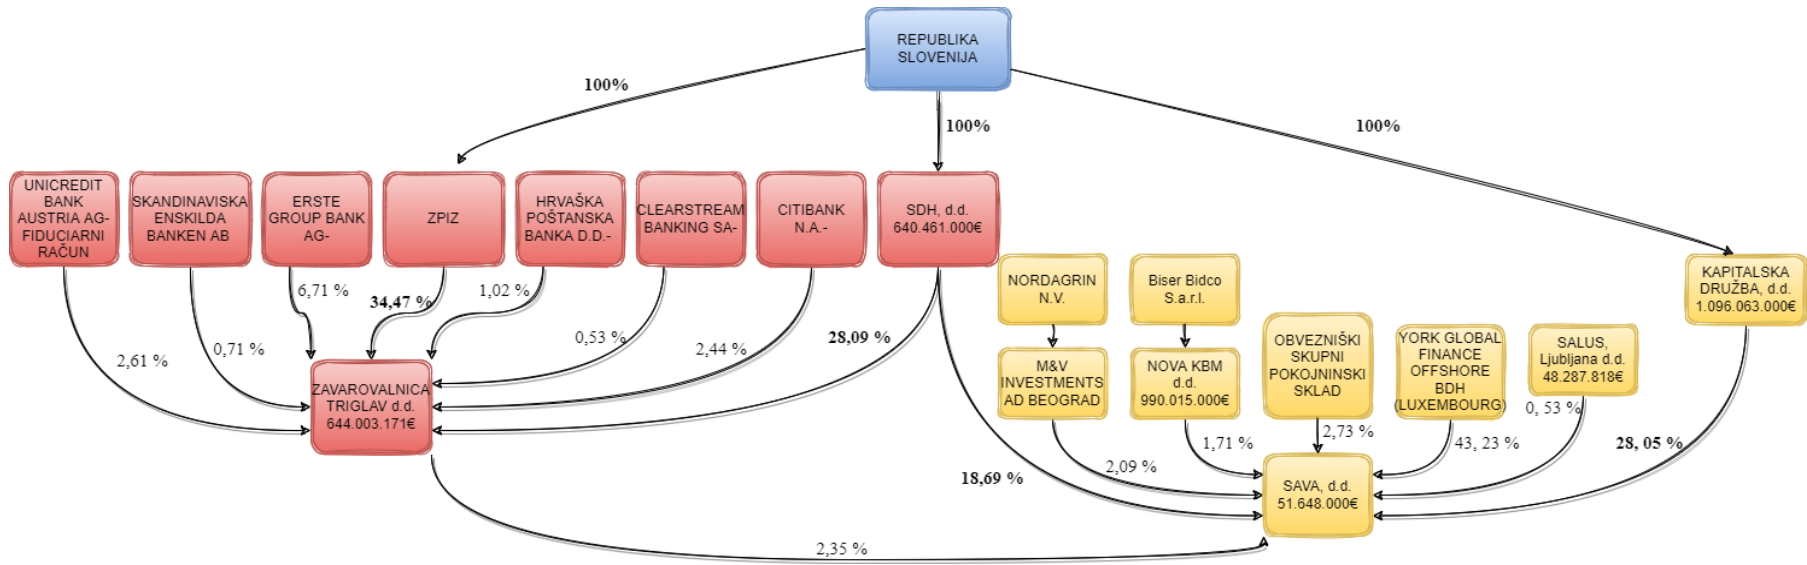 REPUBLIKA
SLOVENIJA
100%
100%
100%
UNICREDIT
BANK
AUSTRIA AG-
FIDUCIARNI
RAČUN
SKANDINAVISKA
ENSKILDA
BANKEN AB
ERSTE
GROUP BANK
AG-
ZPIZ
HRVAŠKA
POŠTANSKA
BANKA D.D.-
CLEARSTREAM
BANKING SA-
CITIBANK
N.A.-
SDH, d.d.
640.461.000€
NORDAGRIN
N.V.
Biser Bidco
S.a.r.l.
KAPITALSKA
DRUŽBA, d.d.
1.096.063.000€
2,61 %
0,71 %
6,71 %
34,47 %
1,02 %
0,53 %
2,44 %
28,09 %
ZAVAROVALNICA
TRIGLAV d.d.
644.003.171€
M&V
INVESTMENTS
AD BEOGRAD
NOVA KBM
d.d.
990.015.000€
OBVEZNIŠKI
SKUPNI
POKOJNINSKI
SKLAD
YORK GLOBAL
FINANCE
OFFSHORE
BDH
(LUXEMBOURG)
SALUS,
Ljubljana d.d.
48.287.818€
18,69 %
2,09 %
1,71 %
2,73 %
43, 23 %
0, 53 %
28, 05 %
SAVA, d.d.
51.648.000€
2,35 %